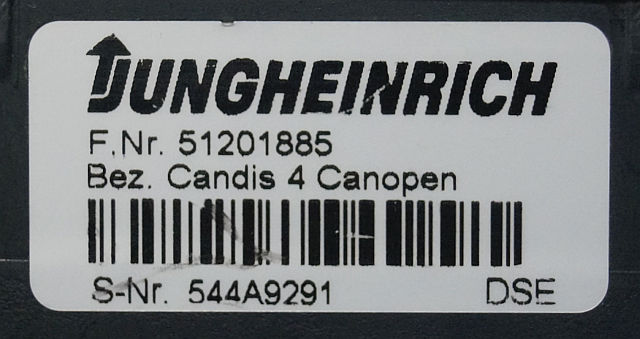 JUNGHEINRICH
F.Nr. 51201885
Bez. Candis 4 Canopen
S-Nr. 544A9291 DSE